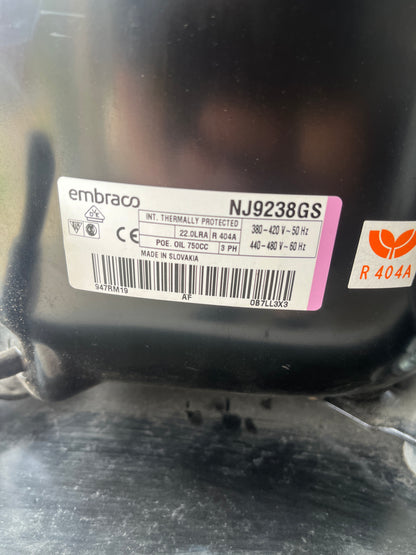 embraco
NJ9238GS
INT. THERMALLY PROTECTED
380-420 V~50 Hz
22.0LRA R 404A
POE. OIL 750CC 3 PH
440-480 V~60 Hz
CE
MADE IN SLOVAKIA
947RM19
AF
0B7LL3X3
R 404A